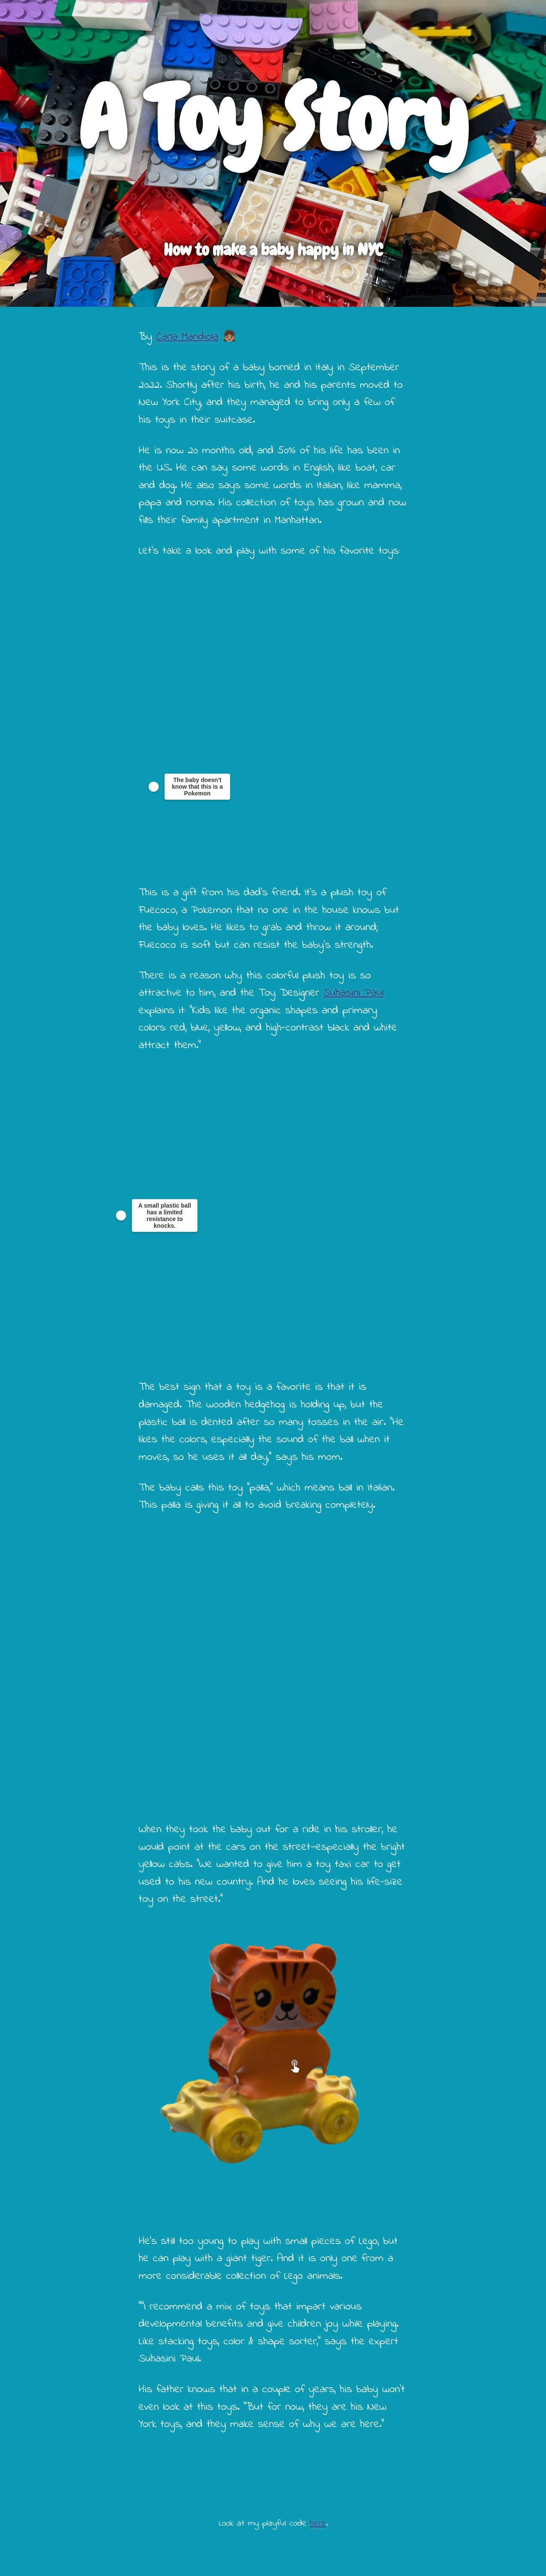 A Toy Story
How to make a baby happy in NYC
By Carla Mandiola 👧🏽
This is the story of a baby borned in Italy in September
2022. Shortly after his birth, he and his parents moved to
New York City, and they managed to bring only a few of
his toys in their suitcase.
He is now 20 months old, and 50% of his life has been in
the US. He can say some words in English, like boat, car
and dog. He also says some words in Italian, like mamma,
papa and nonna. His collection of toys has grown and now
fills their family apartment in Manhattan.
Let's take a look and play with some of his favorite toys:
The baby doesn't
know that this is a
Pokemon
This is a gift from his dad's friend. It's a plush toy of
Fuecoco, a Pokemon that no one in the house knows but
the baby loves. He likes to grab and throw it around;
Fuecoco is soft but can resist the baby's strength.
There is a reason why this colorful plush toy is so
attractive to him, and the Toy Designer Suhasini Paul
explains it: "Kids like the organic shapes and primary
colors: red, blue, yellow, and high-contrast black and white
attract them."
A small plastic ball
has a limited
resistance to
knocks.
The best sign that a toy is a favorite is that it is
damaged. The wooden hedgehog is holding up, but the
plastic ball is dented after so many tosses in the air. "He
likes the colors, especially the sound of the ball when it
moves, so he uses it all day," says his mom.
The baby calls this toy "palla," which means ball in Italian.
This palla is giving it all to avoid breaking completely.
When they took the baby out for a ride in his stroller, he
would point at the cars on the street—especially the bright
yellow cabs. "We wanted to give him a toy taxi car to get
used to his new country. And he loves seeing his life-size
toy on the street."
He's still too young to play with small pieces of Lego, but
he can play with a giant tiger. And it is only one from a
more considerable collection of Lego animals.
""I recommend a mix of toys that impart various
developmental benefits and give children joy while playing.
Like stacking toys, color & shape sorter," says the expert
Suhasini Paul.
His father knows that in a couple of years, his baby won't
even look at this toys. "But for now, they are his New
York toys, and they make sense of why we are here."
Look at my playful code here.